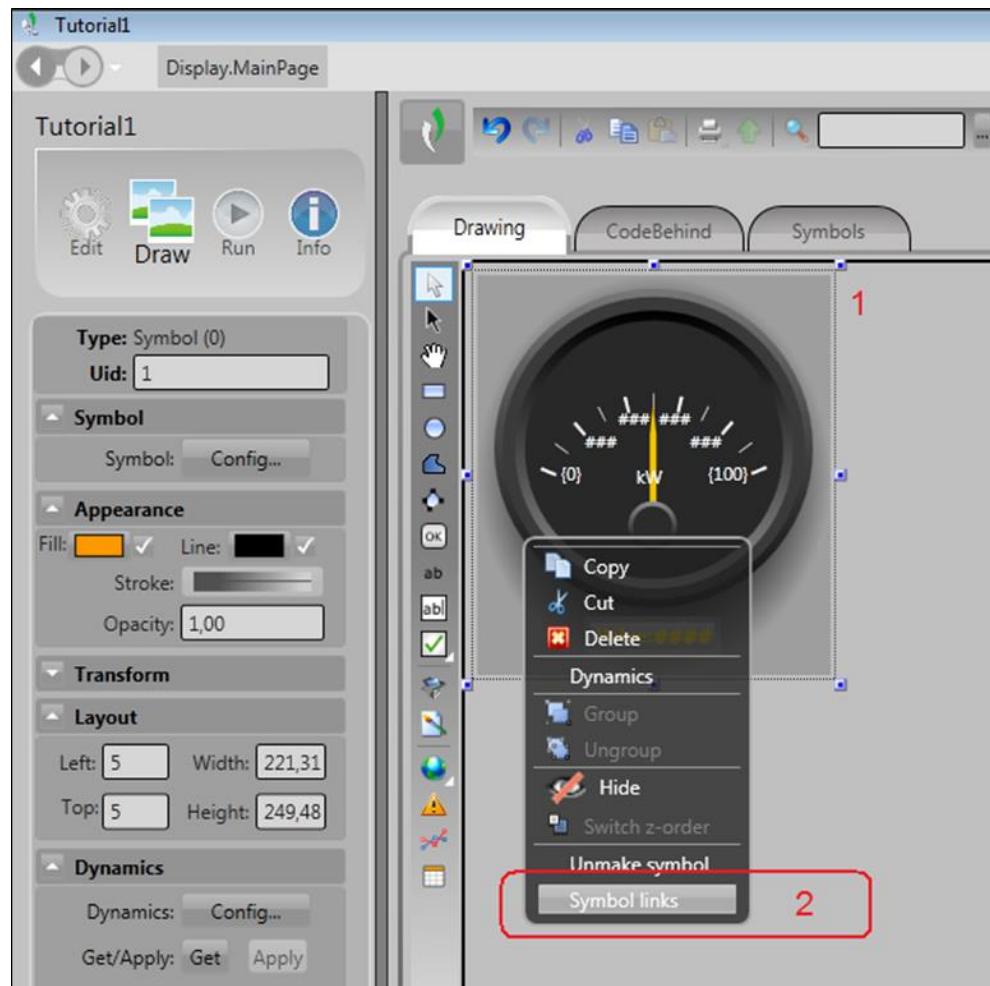 Tutorial1
Display.MainPage
Tutorial1
Edit Draw Run Info
Type: Symbol (0)
Uid: 1
Symbol
Symbol: Config...
Appearance
Fill: Line:
Stroke:
Opacity: 1,00
Transform
Layout
Left: 5 Width: 221,31
Top: 5 Height: 249,48
Dynamics
Dynamics: Config...
Get/Apply: Get Apply
...
Drawing CodeBehind Symbols
OK
ab
ab
1
### ###
### ###
{0} kW {100}
Copy
Cut
Delete
####
Dynamics
Group
Ungroup
Hide
Switch z-order
Unmake symbol
Symbol links 2